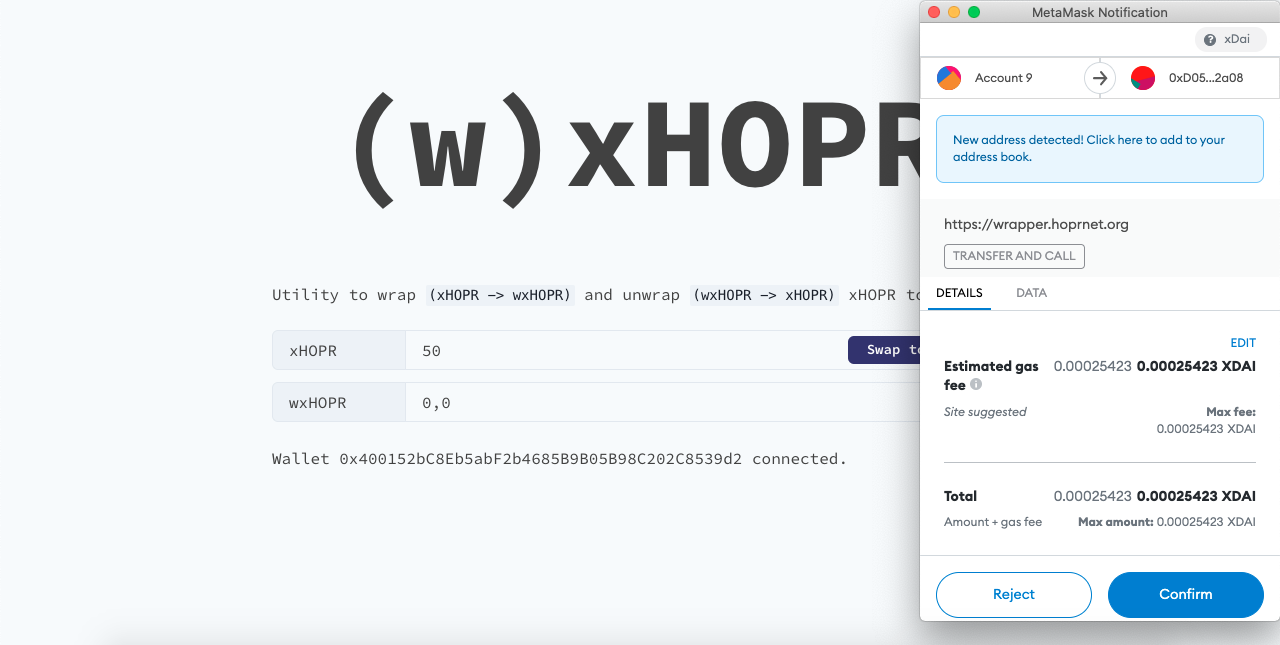 (w)xHOPR
Utility to wrap (xHOPR -> wxHOPR) and unwrap (wxHOPR -> xHOPR) xHOPR
xHOPR 50 Swap
wxHOPR 0,0
Wallet 0x400152bC8Eb5abF2b4685B9B05B98C202C8539d2 connected.
MetaMask Notification
xDai
Account 9 0xD05...2a08
New address detected! Click here to add to your
address book.
https://wrapper.hoprnet.org
TRANSFER AND CALL
DETAILS DATA
EDIT
Estimated gas 0.00025423 0.00025423 XDAI
fee
Site suggested Max fee:
0.00025423 XDAI
Total 0.00025423 0.00025423 XDAI
Amount + gas fee Max amount: 0.00025423 XDAI
Reject Confirm